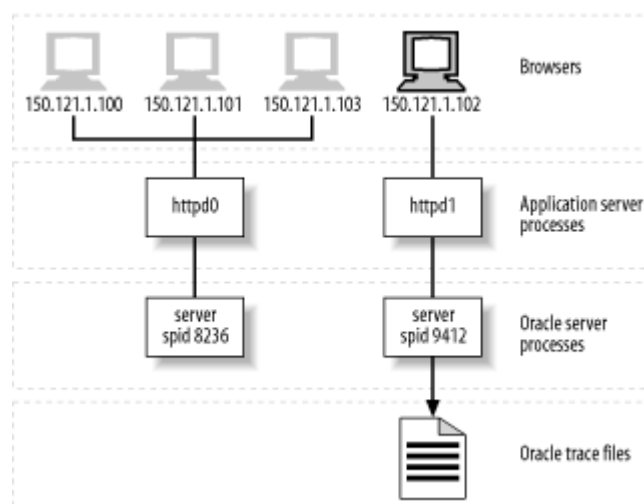 Browsers
150.121.1.100 150.121.1.101 150.121.1.103 150.121.1.102
httpd0 httpd1
Application server
processes
server
spid 8236
server
spid 9412
Oracle server
processes
Oracle trace files